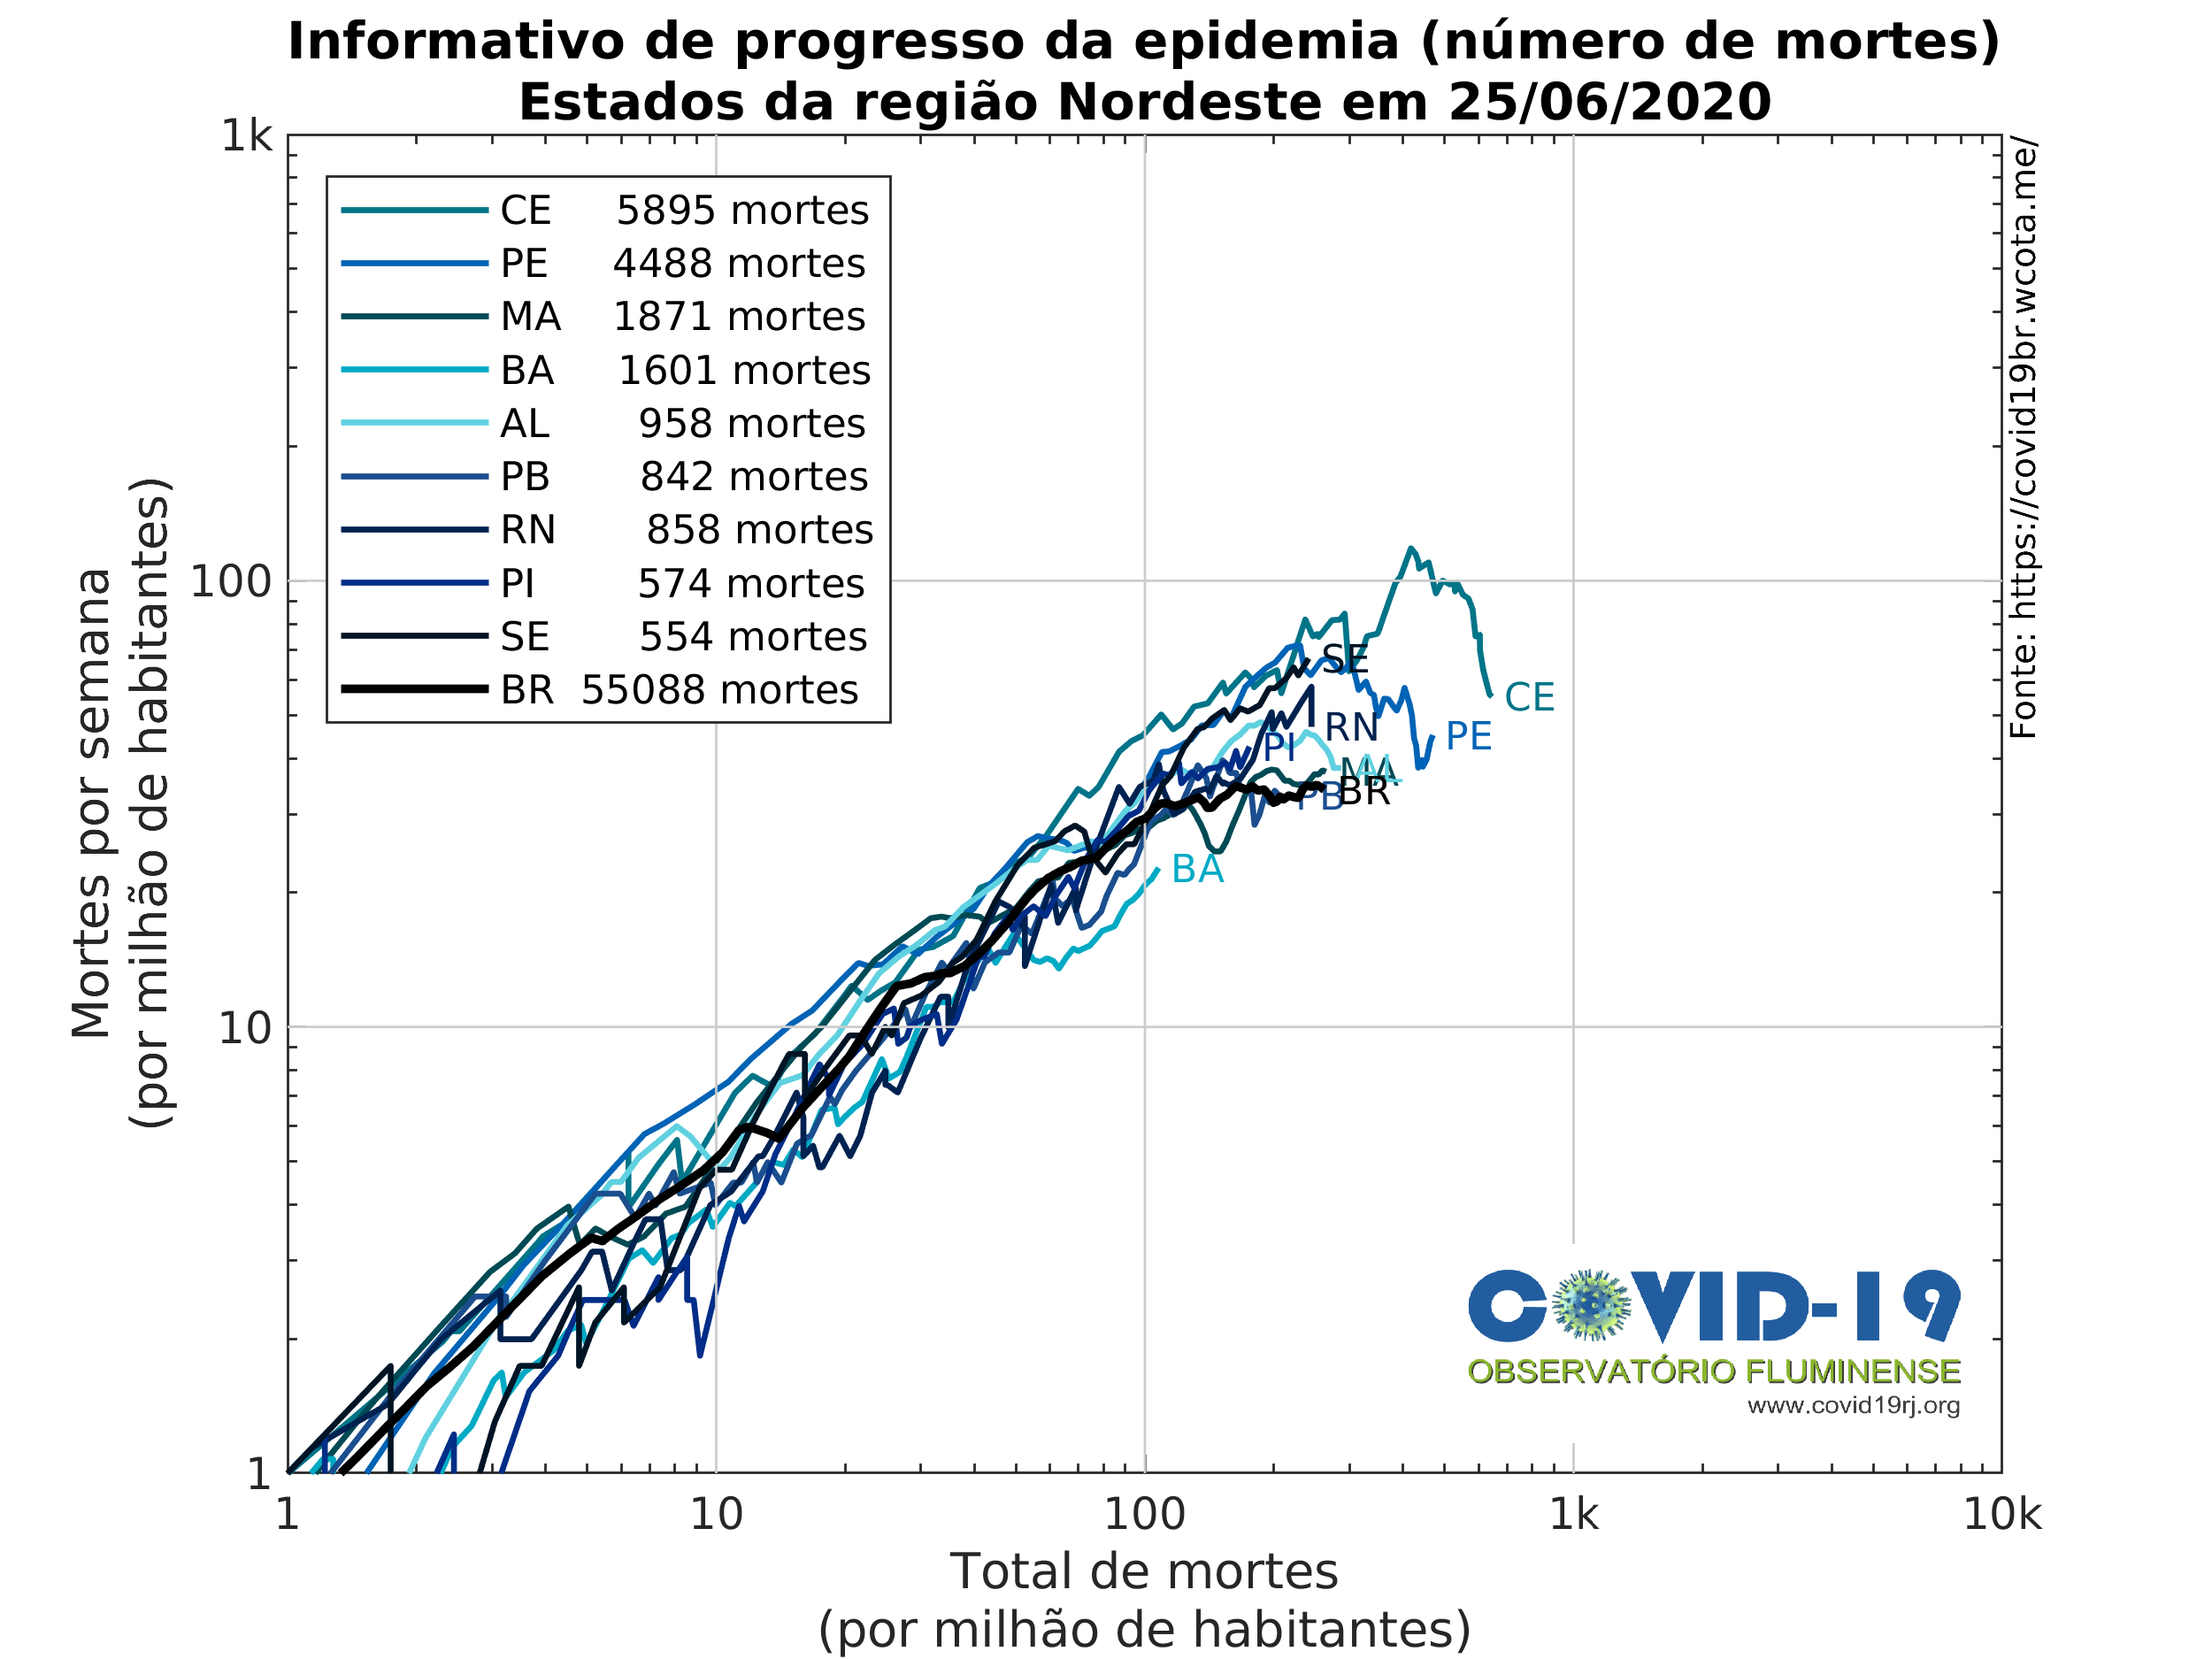 Informativo de progresso da epidemia (número de mortes)
Estados da região Nordeste em 25/06/2020
1k
100
10
1
Mortes por semana
(por milhão de habitantes)
CE 5895 mortes
PE 4488 mortes
MA 1871 mortes
BA 1601 mortes
AL 958 mortes
PB 842 mortes
RN 858 mortes
PI 574 mortes
SE 554 mortes
BR 55088 mortes
SE
CE
RN
PE
PI
MA
AL
PB
BR
BA
Fonte: https://covid19br.wcota.me/
COVID-19
OBSERVATÓRIO FLUMINENSE
www.covid19rj.org
1
10
100
1k
10k
Total de mortes
(por milhão de habitantes)